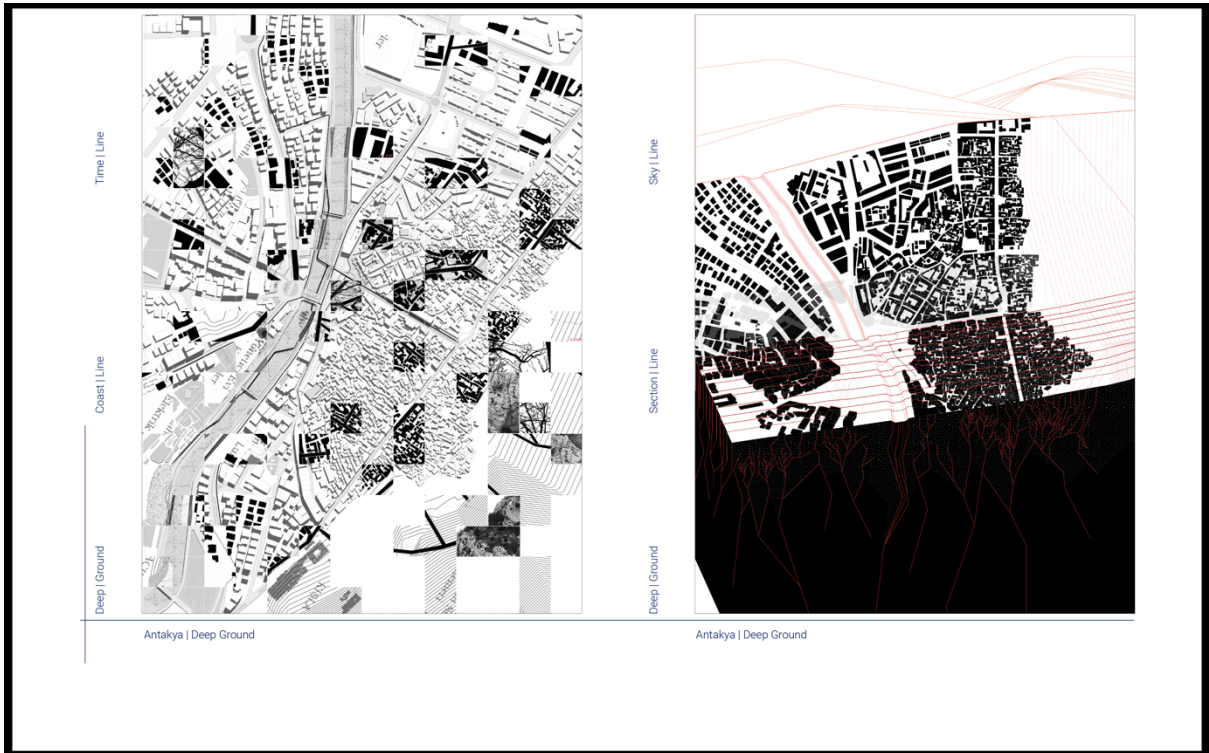 Time | Line
Coast | Line
Deep | Ground
Antakya | Deep Ground
Sky | Line
Section | Line
Deep | Ground
Antakya | Deep Ground